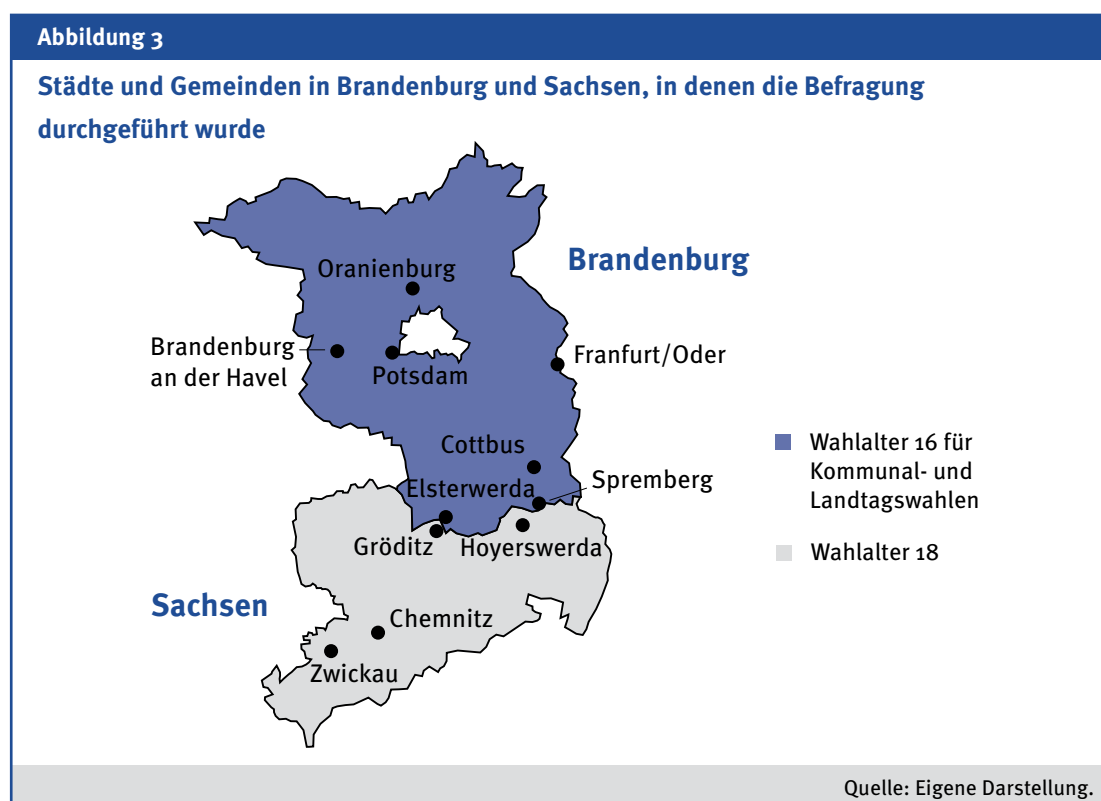 Abbildung 3
Städte und Gemeinden in Brandenburg und Sachsen, in denen die Befragung
durchgeführt wurde
Brandenburg
Oranienburg
Brandenburg
an der Havel
Potsdam
Franfurt/Oder
Cottbus
Elsterwerda
Spremberg
Gröditz
Hoyerswerda
Sachsen
Chemnitz
Zwickau
Wahlalter 16 für
Kommunal- und
Landtagswahlen
Wahlalter 18
Quelle: Eigene Darstellung.